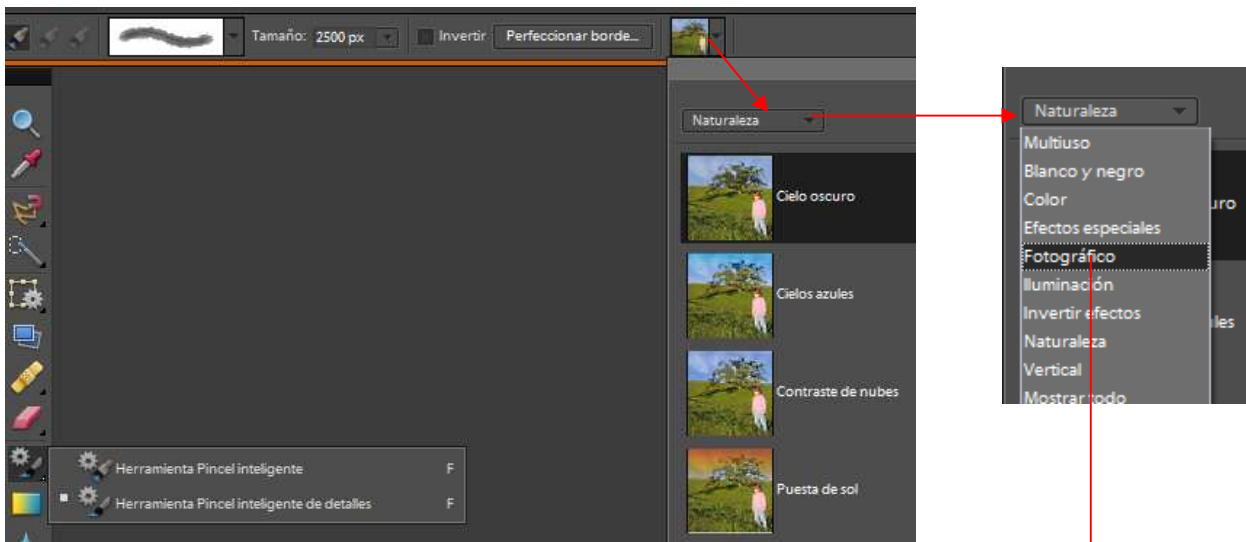 Tamaño: 2500 px Invertir Perfeccionar borde...
Naturaleza
Cielo oscuro
Cielos azules
Contraste de nubes
Puesta de sol
Herramienta Pincel inteligente F
Herramienta Pincel inteligente de detalles F
Naturaleza
Multiuso
Blanco y negro
Color
uro
Efectos especiales
Fotográfico
Iluminación
Invertir efectos
les
Naturaleza
Vertical
Mostrar todo